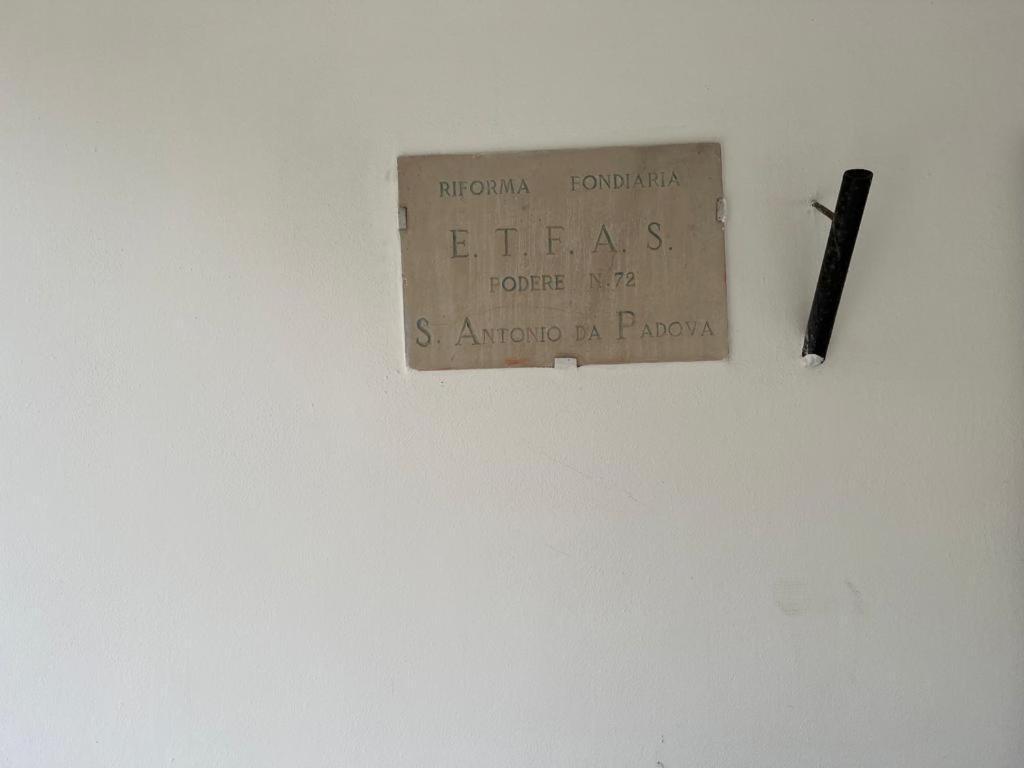 RIFORMA FONDIARIA
E. T. F. A. S.
PODERE N. 72
S. ANTONIO DA PADOVA